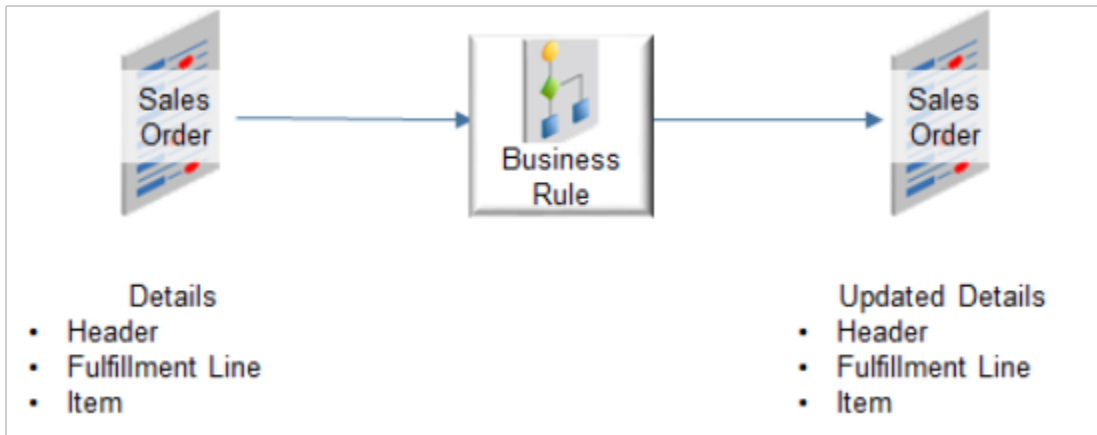 Sales
Order
Business
Rule
Sales
Order
Details
• Header
• Fulfillment Line
• Item
Updated Details
• Header
• Fulfillment Line
• Item